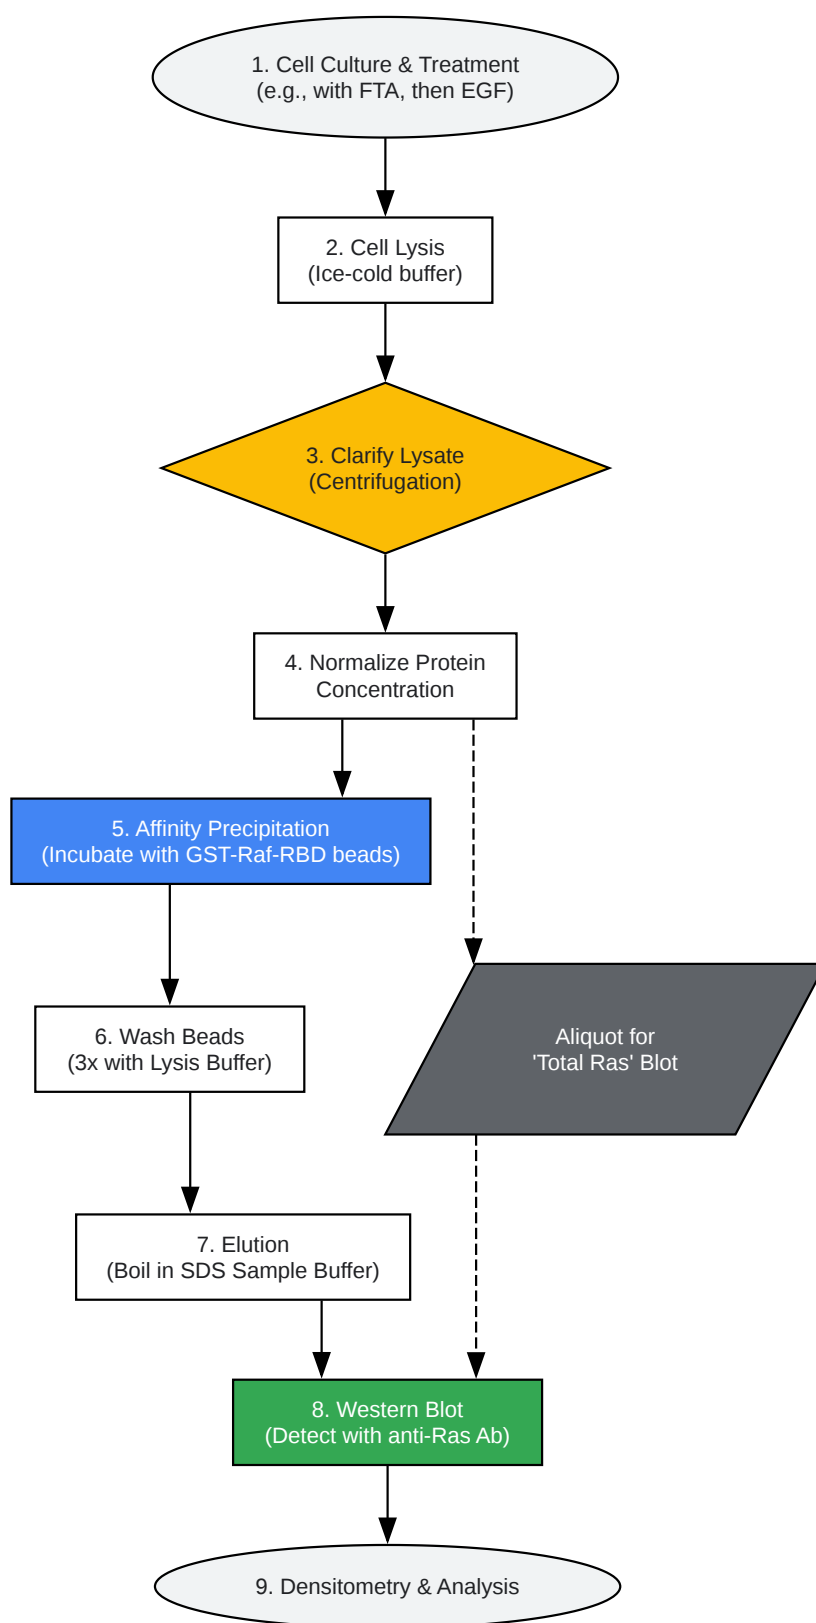 1. Cell Culture & Treatment
(e.g., with FTA, then EGF)
2. Cell Lysis
(Ice-cold buffer)
3. Clarify Lysate
(Centrifugation)
4. Normalize Protein
Concentration
5. Affinity Precipitation
(Incubate with GST-Raf-RBD beads)
6. Wash Beads
(3x with Lysis Buffer)
Aliquot for
'Total Ras' Blot
7. Elution
(Boil in SDS Sample Buffer)
8. Western Blot
(Detect with anti-Ras Ab)
9. Densitometry & Analysis